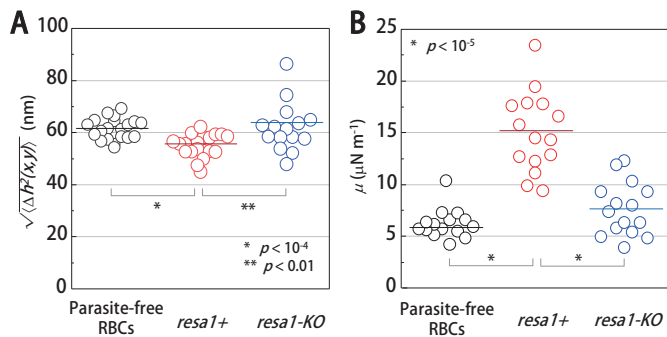 A
B
100
80
60
40
20
0
√⟨Δh²(x,y)⟩ (nm)
*
**
* p < 10⁻⁴
** p < 0.01
Parasite-free
RBCs
resa1+
resa1-KO
25
20
15
10
5
0
μ (μN m⁻¹)
* p < 10⁻⁵
*
*
Parasite-free
RBCs
resa1+
resa1-KO